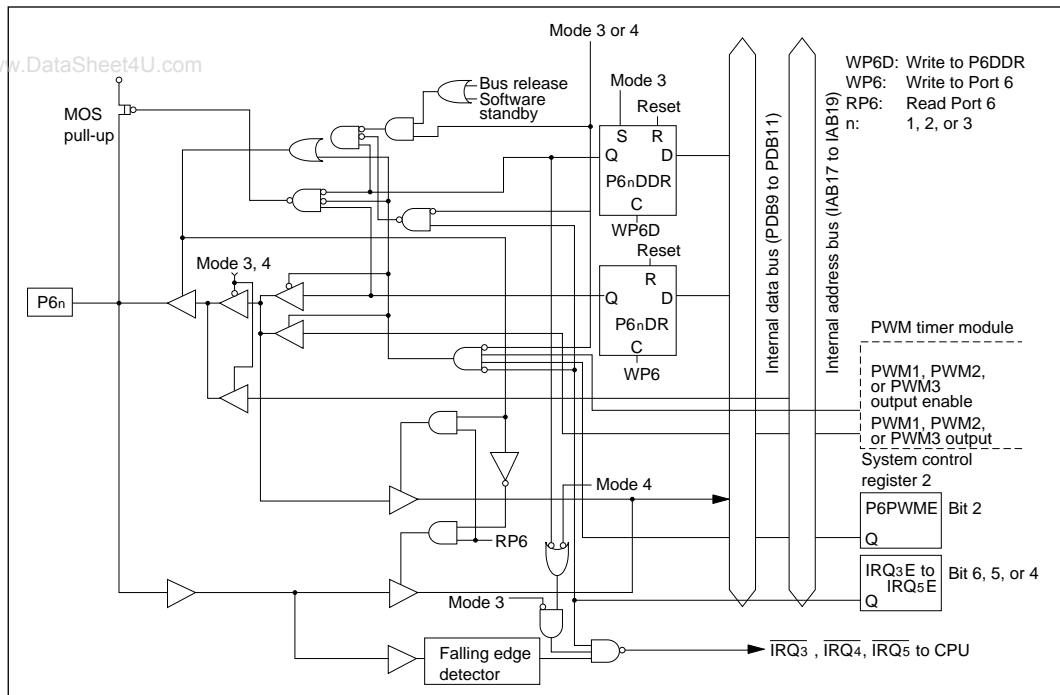 www.DataSheet4U.com
Mode 3 or 4
WP6D: Write to P6DDR
WP6: Write to Port 6
RP6: Read Port 6
n: 1, 2, or 3
Bus release
Software
standby
Mode 3
Reset
MOS
pull-up
S R
Q D
P6nDDR
C
WP6D
Reset
R
Q D
P6nDR
C
WP6
Mode 3, 4
P6n
Internal data bus (PDB9 to PDB11)
Internal address bus (IAB17 to IAB19)
PWM timer module
PWM1, PWM2,
or PWM3
output enable
PWM1, PWM2,
or PWM3 output
System control
register 2
P6PWME Bit 2
Q
IRQ3E to
IRQ5E
Bit 6, 5, or 4
Q
Mode 4
RP6
Mode 3
Falling edge
detector
IRQ3 , IRQ4, IRQ5 to CPU